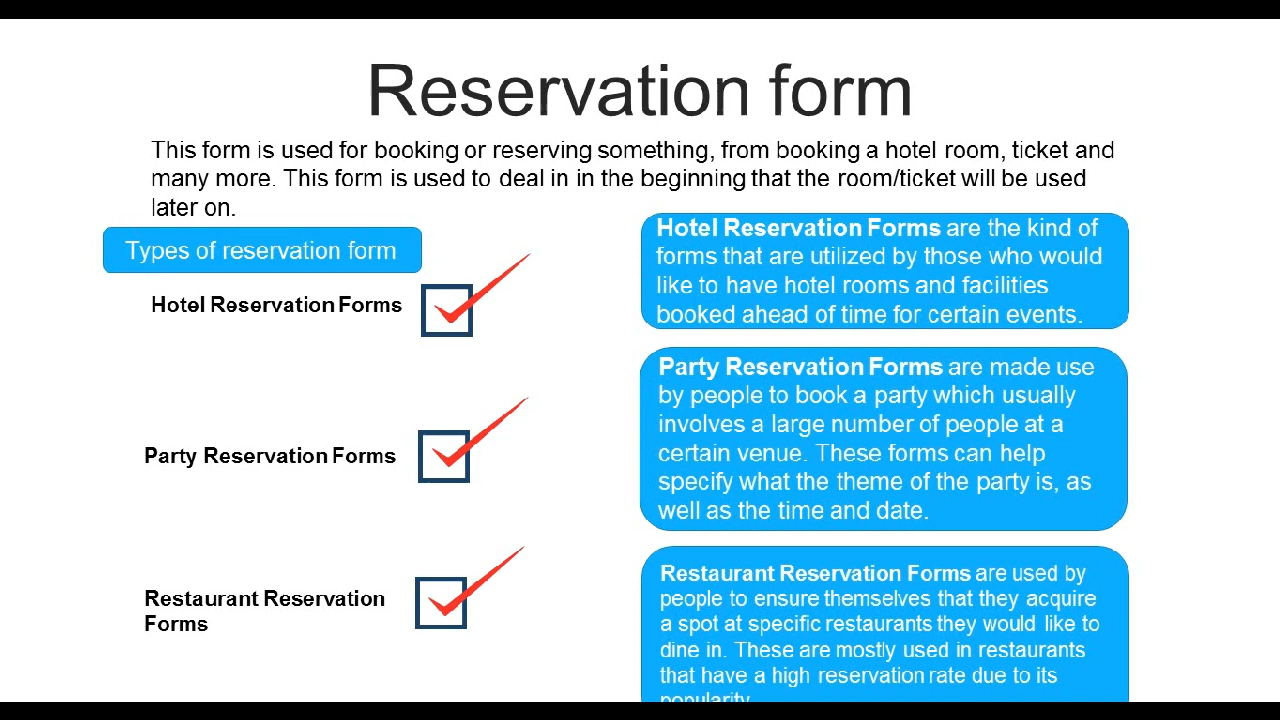 Reservation form
This form is used for booking or reserving something, from booking a hotel room, ticket and
many more. This form is used to deal in in the beginning that the room/ticket will be used
later on.
Types of reservation form
Hotel Reservation Forms
Party Reservation Forms
Restaurant Reservation
Forms
Hotel Reservation Forms are the kind of
forms that are utilized by those who would
like to have hotel rooms and facilities
booked ahead of time for certain events.
Party Reservation Forms are made use
by people to book a party which usually
involves a large number of people at a
certain venue. These forms can help
specify what the theme of the party is, as
well as the time and date.
Restaurant Reservation Forms are used by
people to ensure themselves that they acquire
a spot at specific restaurants they would like to
dine in. These are mostly used in restaurants
that have a high reservation rate due to its
popularity.